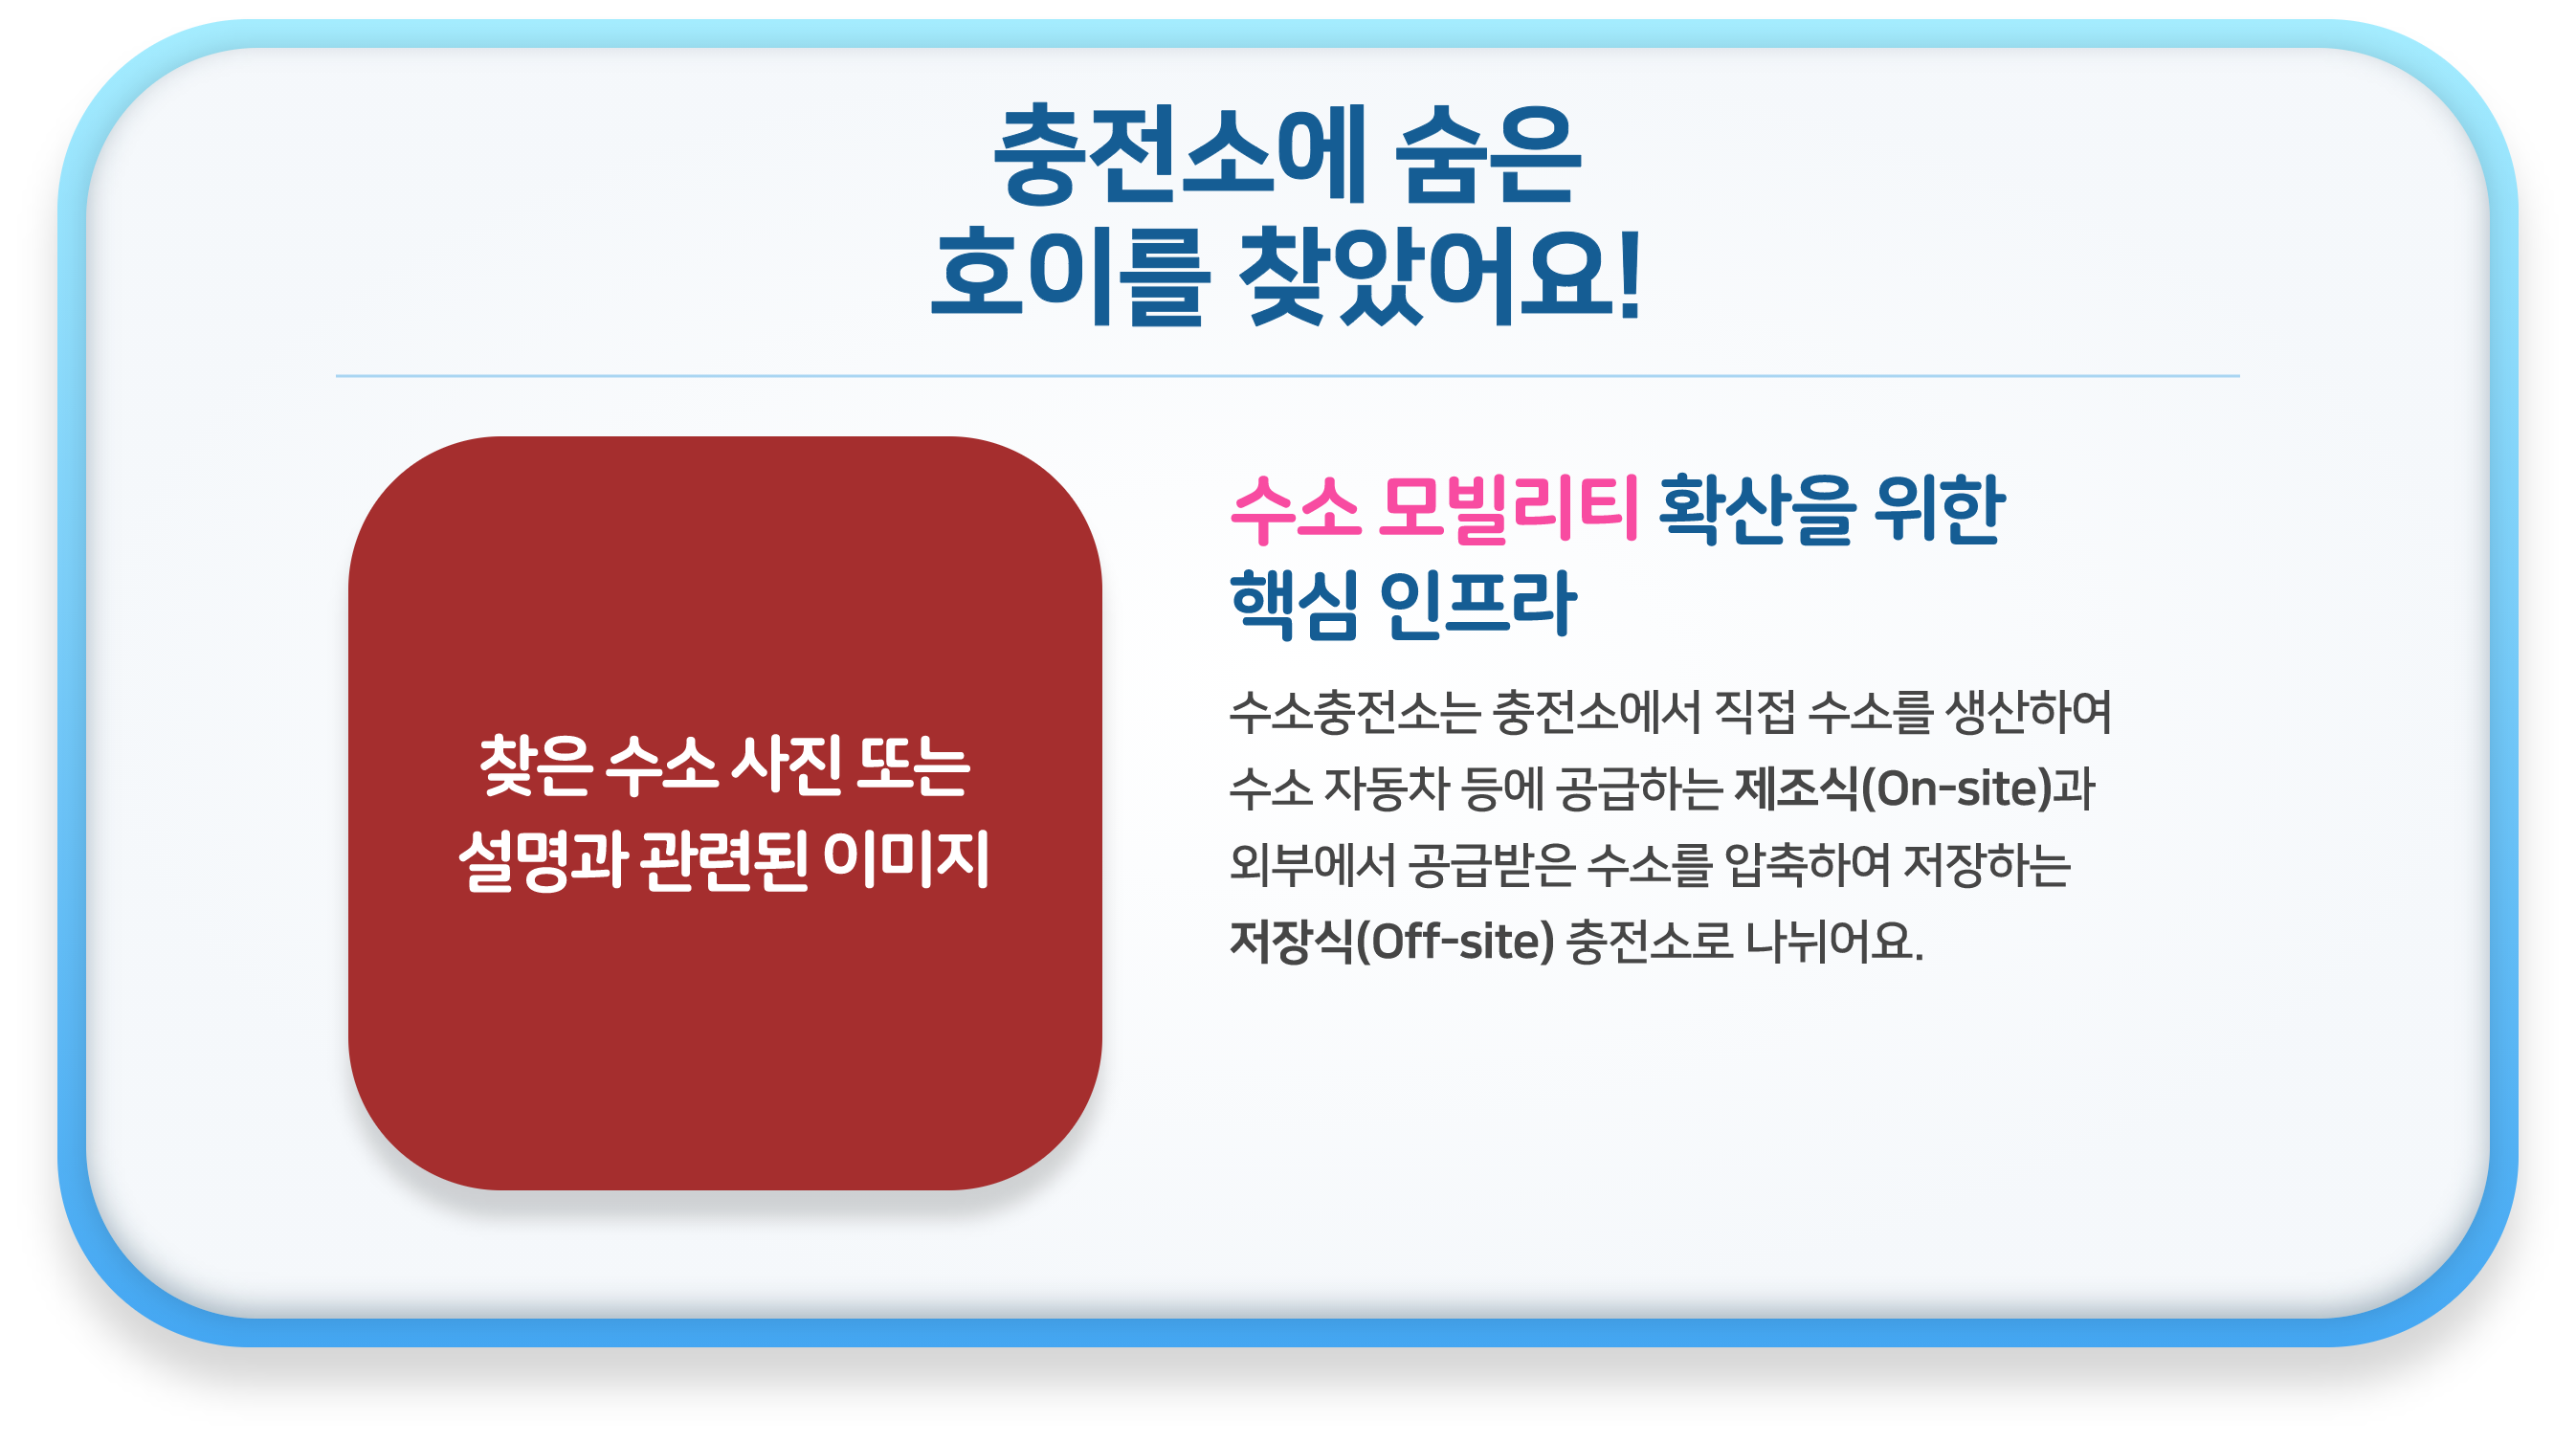 충전소에 숨은
호이를 찾았어요!
찾은 수소 사진 또는
설명과 관련된 이미지
수소 모빌리티 확산을 위한
핵심 인프라
수소충전소는 충전소에서 직접 수소를 생산하여
수소 자동차 등에 공급하는 제조식(On-site)과
외부에서 공급받은 수소를 압축하여 저장하는
저장식(Off-site) 충전소로 나뉘어요.